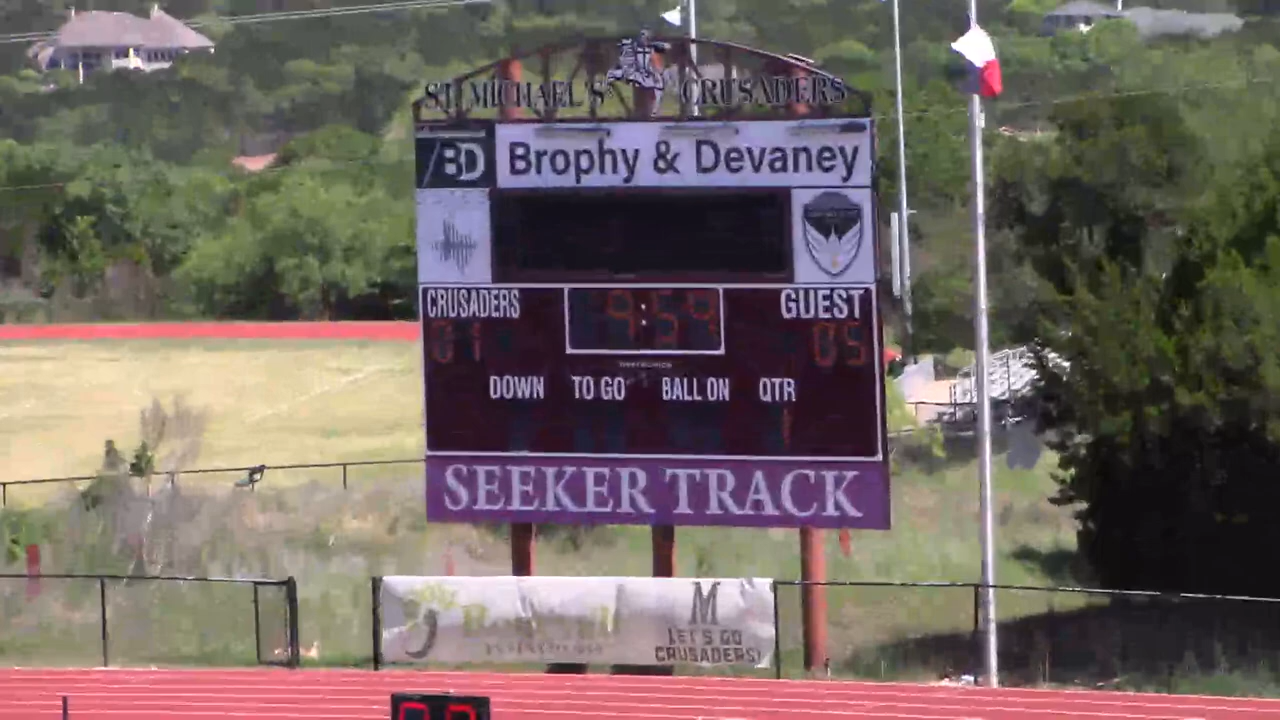 ST. MICHAEL'S CRUSADERS
BD Brophy & Devaney
CRUSADERS 9:59 GUEST
01 05
DOWN TO GO BALL ON QTR
1
SEEKER TRACK
M
LET'S GO
CRUSADERS!